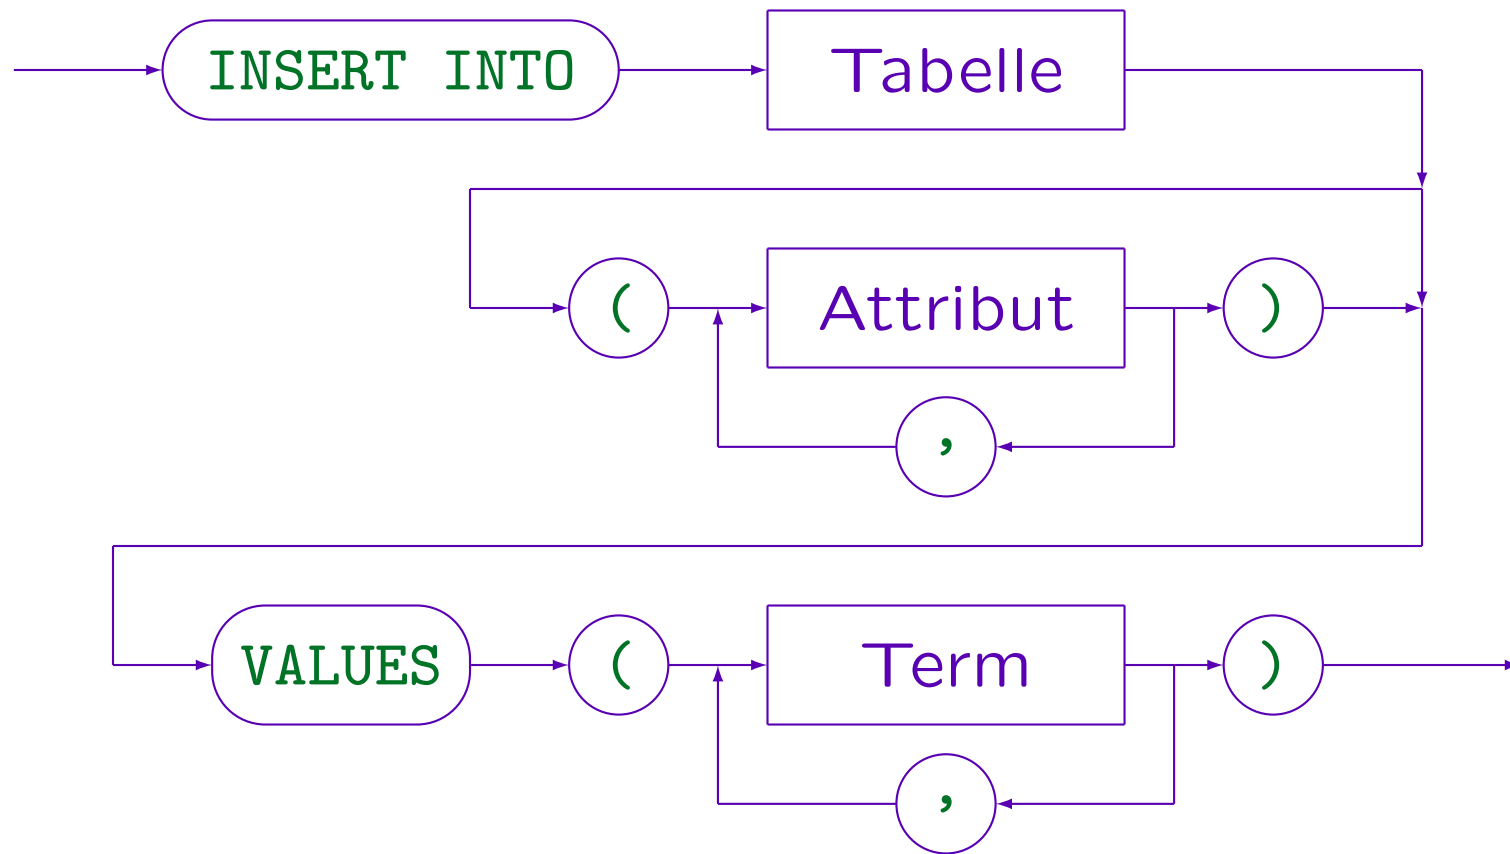 INSERT INTO Tabelle
( Attribut )
,
VALUES ( Term )
,